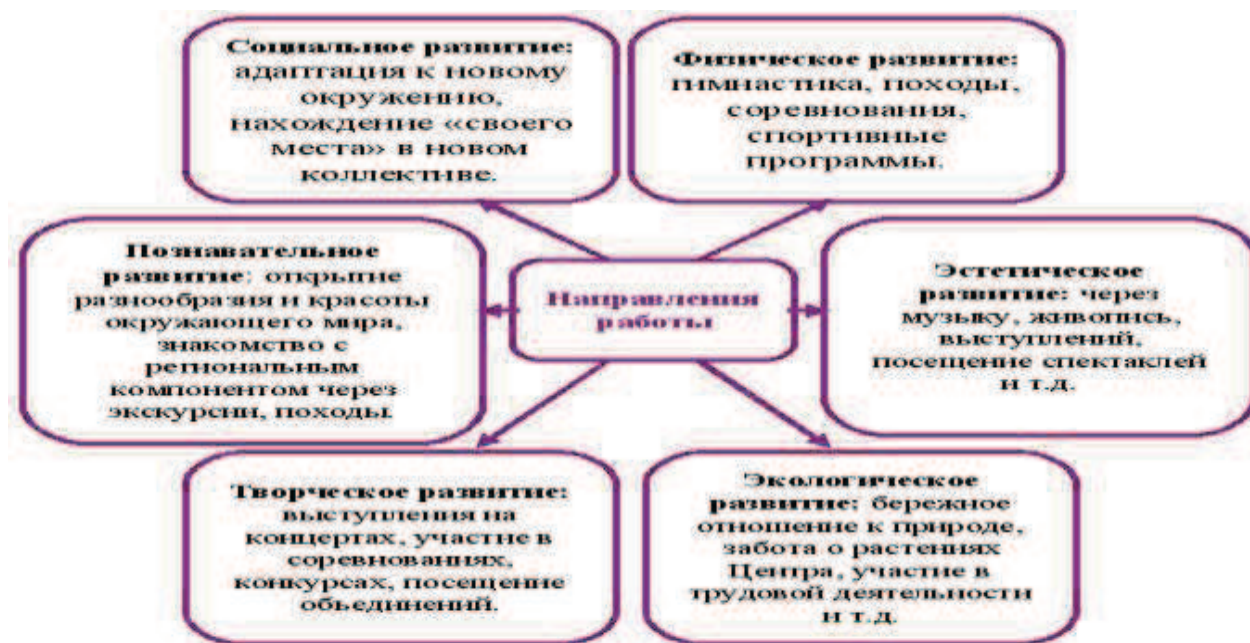 Социальное развитие:
адаптация к новому
окружению,
нахождение «своего
места» в новом
коллективе.
Физическое развитие:
гимнастика, походы,
соревнования,
спортивные
программы.
Познавательное
развитие: открытие
разнообразия и красоты
окружающего мира,
знакомство с
региональным
компонентом через
экскурсии, походы.
Направления
работы
Эстетическое
развитие: через
музыку, живопись,
выступлений,
посещение спектаклей
и т.д.
Творческое развитие:
выступления на
концертах, участие в
соревнованиях,
конкурсах, посещение
объединений.
Экологическое
развитие: бережное
отношение к природе,
забота о растениях
Центра, участие в
трудовой деятельности
и т.д.